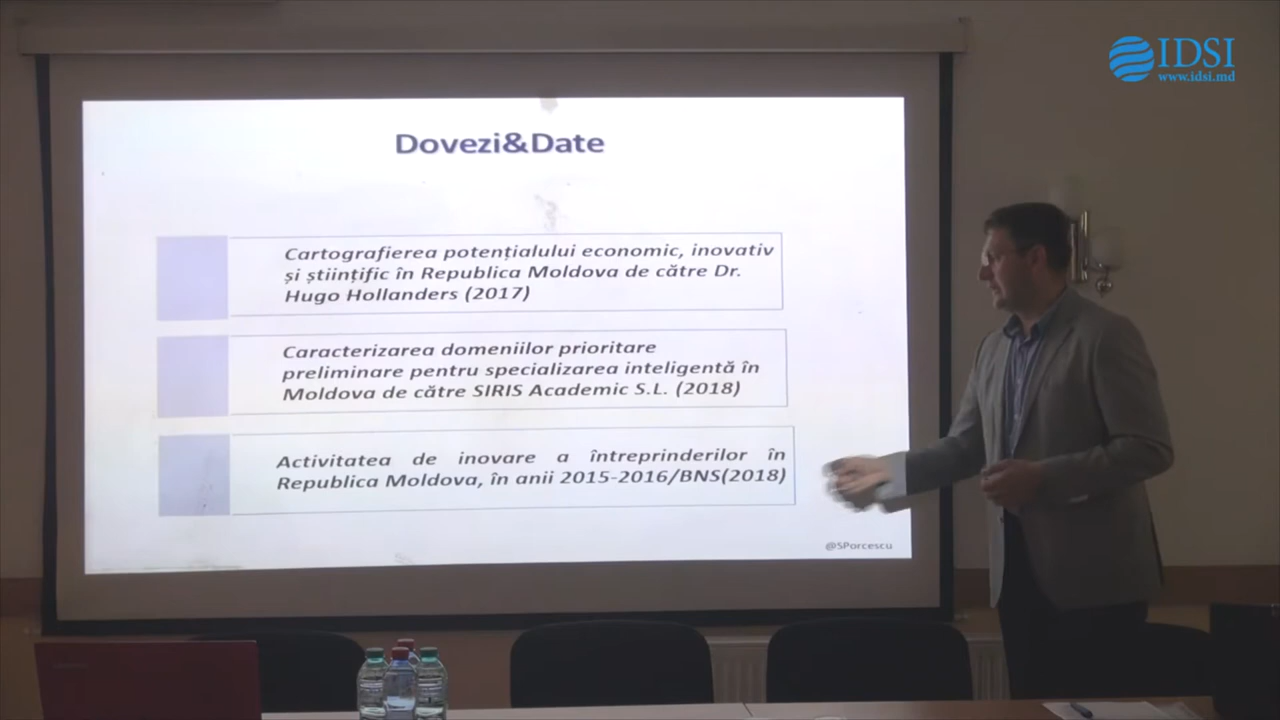 IDSI
www.idsi.md
Dovezi&Date
Cartografierea potențialului economic, inovativ
și științific în Republica Moldova de către Dr.
Hugo Hollanders (2017)
Caracterizarea domeniilor prioritare
preliminare pentru specializarea inteligentă în
Moldova de către SIRIS Academic S.L. (2018)
Activitatea de inovare a întreprinderilor în
Republica Moldova, în anii 2015-2016/BNS(2018)
@SPorcescu